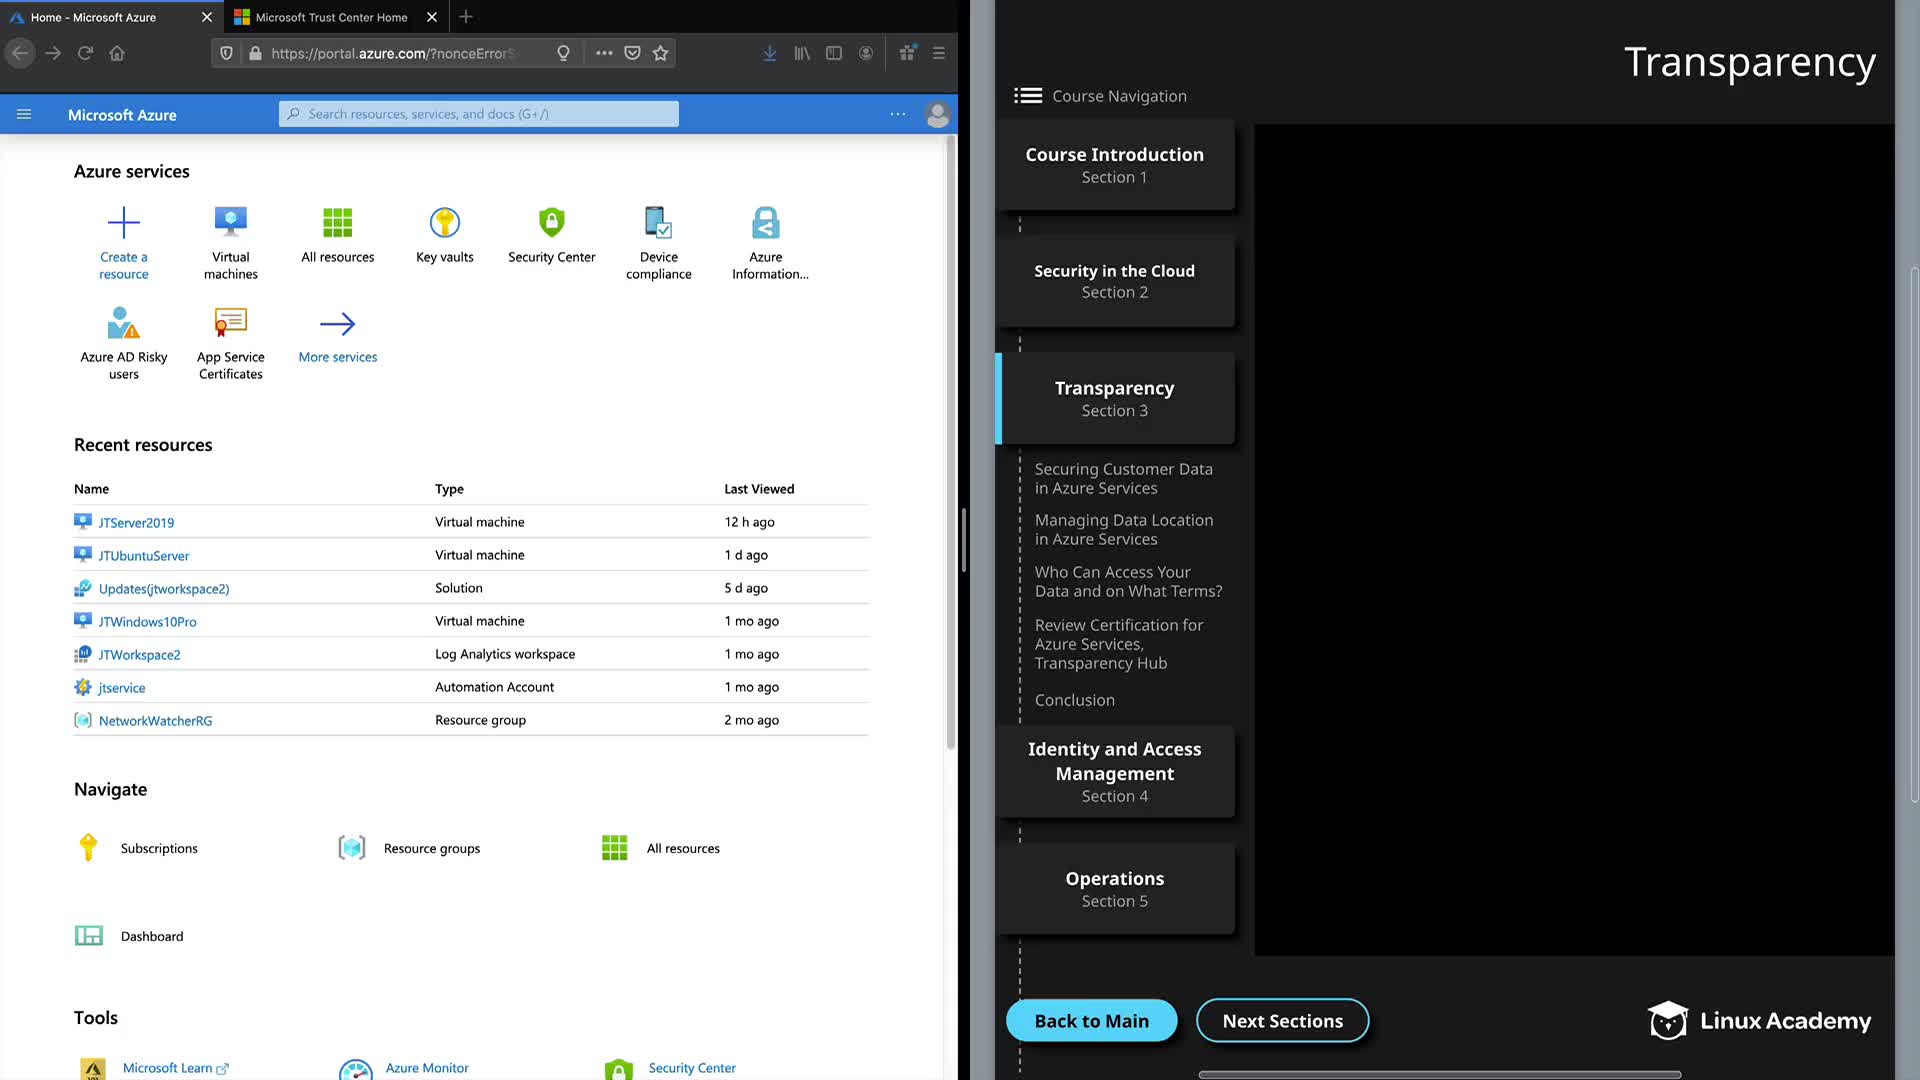 Home - Microsoft Azure
Microsoft Trust Center Home
https://portal.azure.com/?nonceErrorS
Microsoft Azure
Search resources, services, and docs (G+/)
Azure services
Create a
resource
Virtual
machines
All resources
Key vaults
Security Center
Device
compliance
Azure
Information...
Azure AD Risky
users
App Service
Certificates
More services
Recent resources
Name Type Last Viewed
JTServer2019 Virtual machine 12 h ago
JTUbuntuServer Virtual machine 1 d ago
Updates(jtworkspace2) Solution 5 d ago
JTWindows10Pro Virtual machine 1 mo ago
JTWorkspace2 Log Analytics workspace 1 mo ago
jtservice Automation Account 1 mo ago
NetworkWatcherRG Resource group 2 mo ago
Navigate
Subscriptions Resource groups All resources
Dashboard
Tools
Microsoft Learn Azure Monitor Security Center
Transparency
Course Navigation
Course Introduction
Section 1
Security in the Cloud
Section 2
Transparency
Section 3
Securing Customer Data
in Azure Services
Managing Data Location
in Azure Services
Who Can Access Your
Data and on What Terms?
Review Certification for
Azure Services,
Transparency Hub
Conclusion
Identity and Access
Management
Section 4
Operations
Section 5
Back to Main
Next Sections
Linux Academy